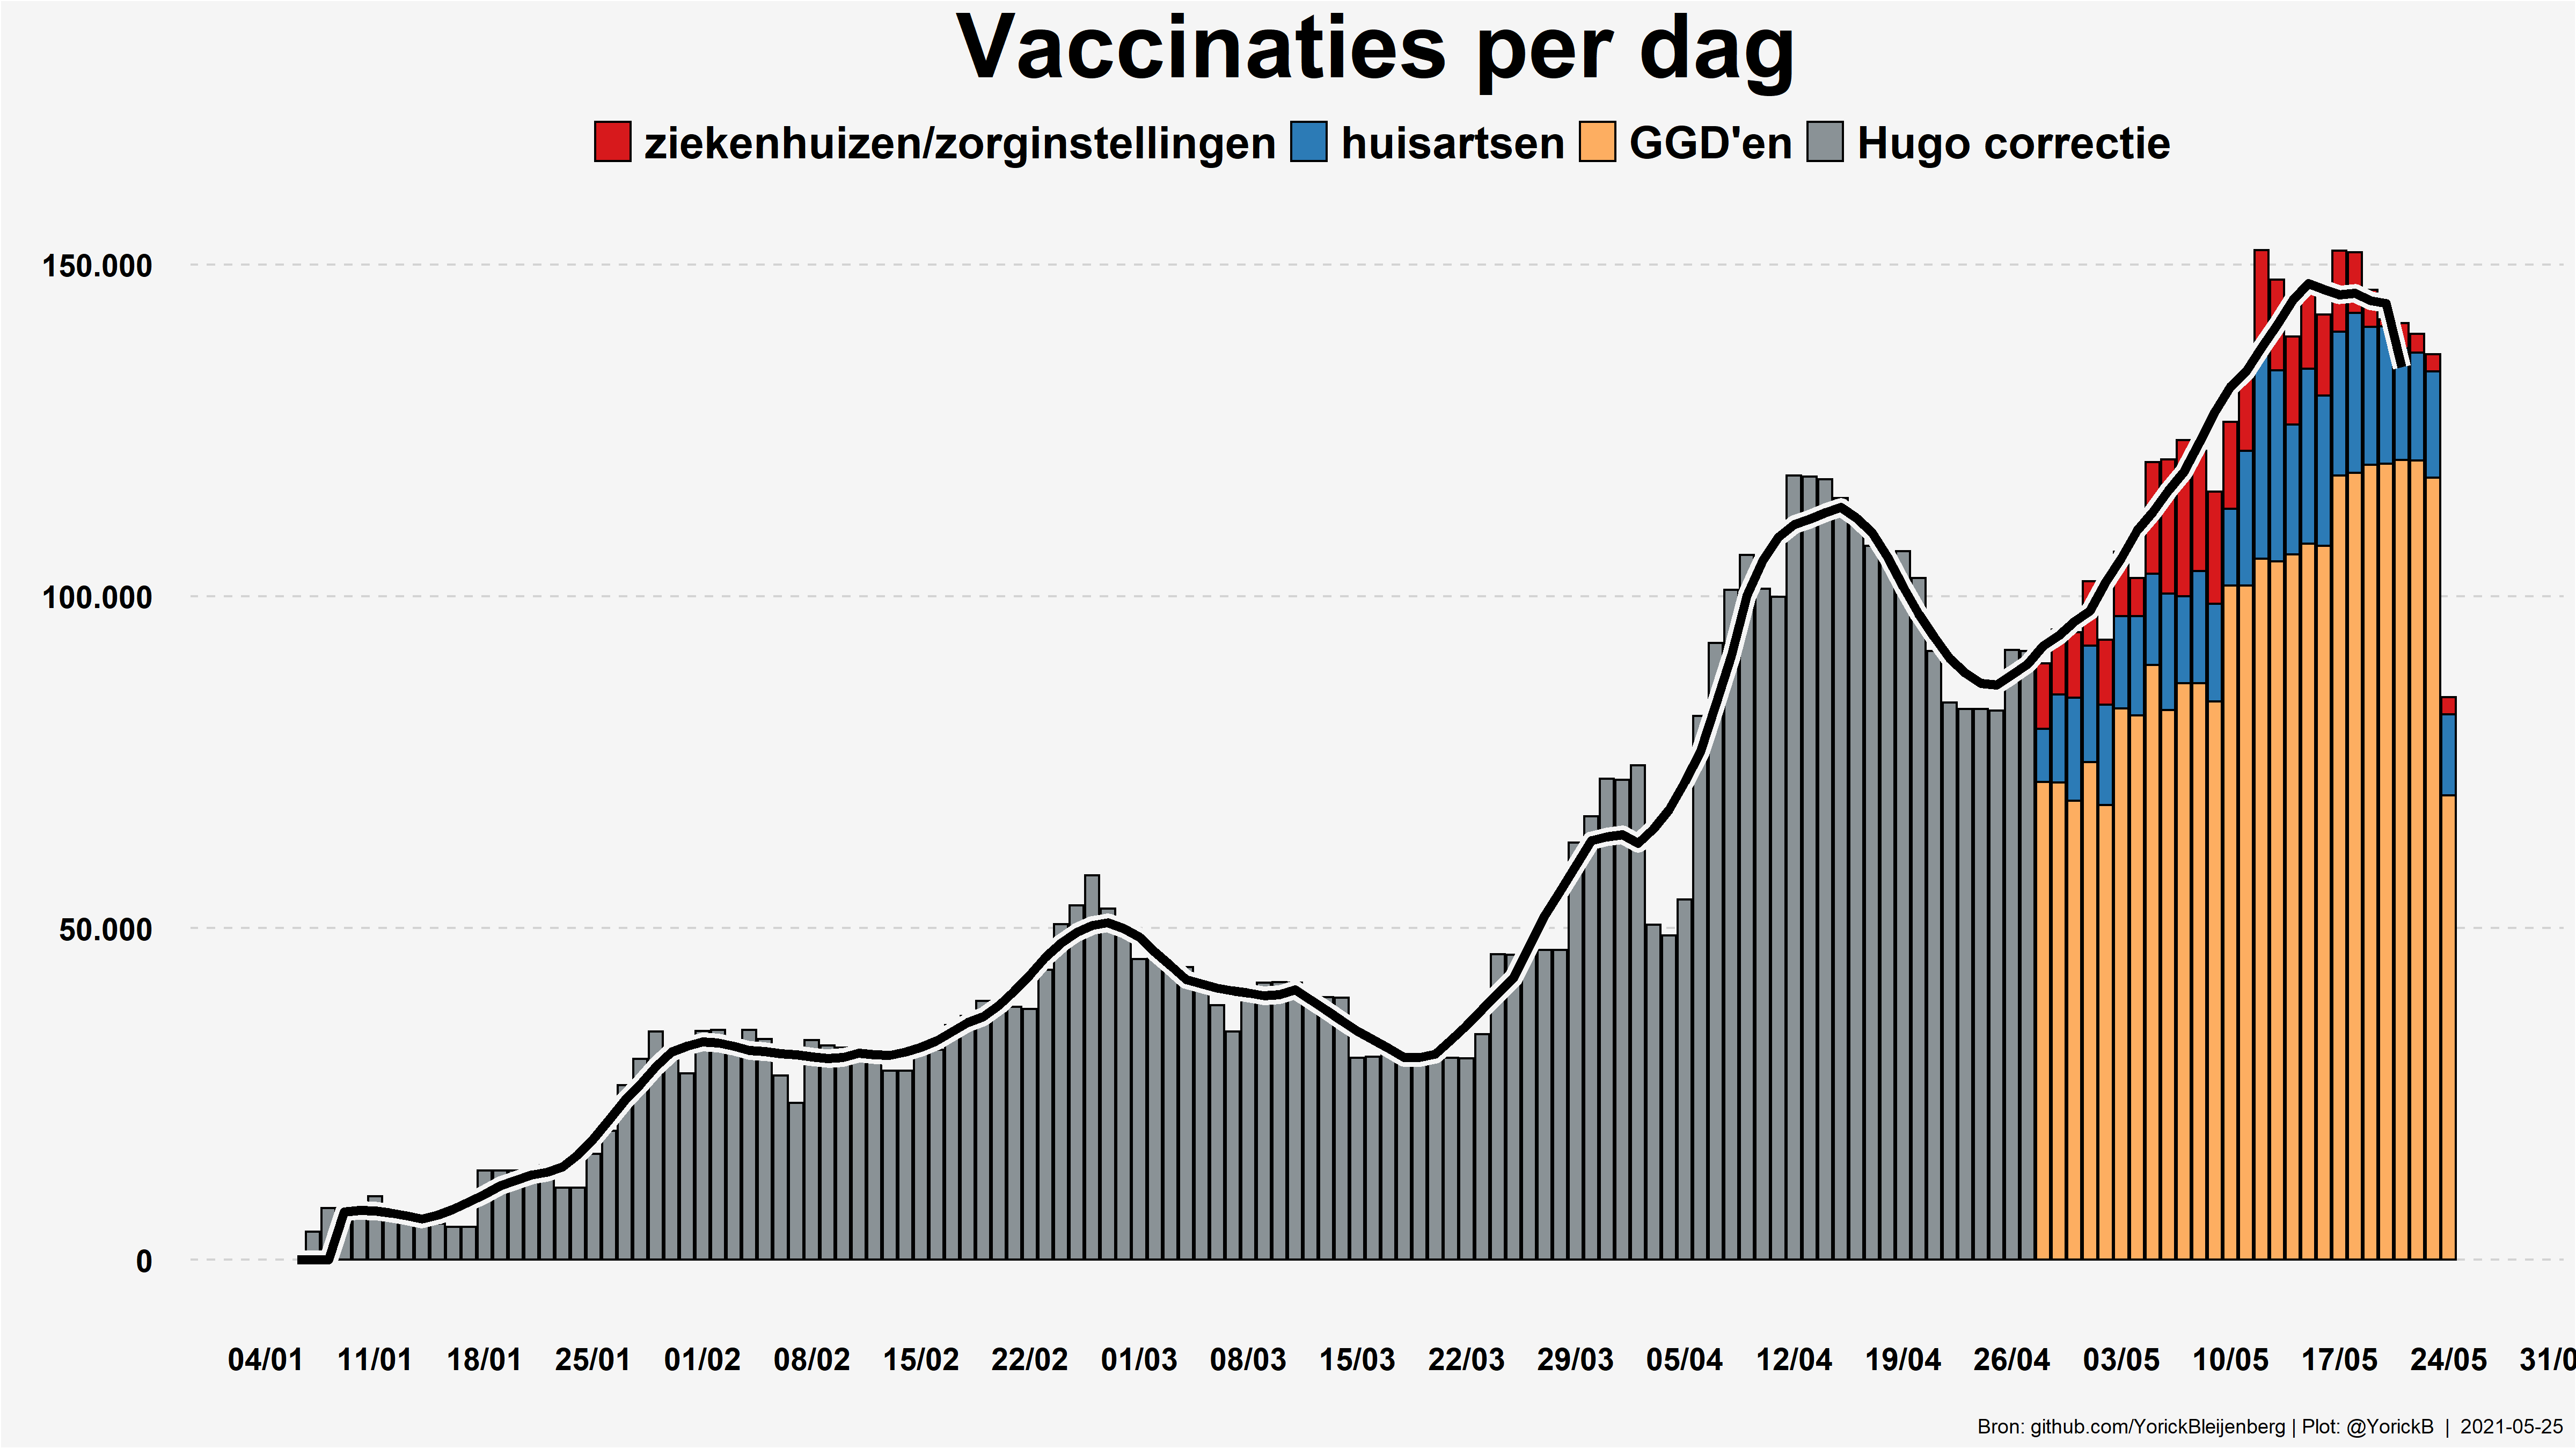 Vaccinaties per dag
ziekenhuizen/zorginstellingen huisartsen GGD'en Hugo correctie
150.000
100.000
50.000
0
04/01 11/01 18/01 25/01 01/02 08/02 15/02 22/02 01/03 08/03 15/03 22/03 29/03 05/04 12/04 19/04 26/04 03/05 10/05 17/05 24/05 31/0
Bron: github.com/YorickBleijenberg | Plot: @YorickB | 2021-05-25